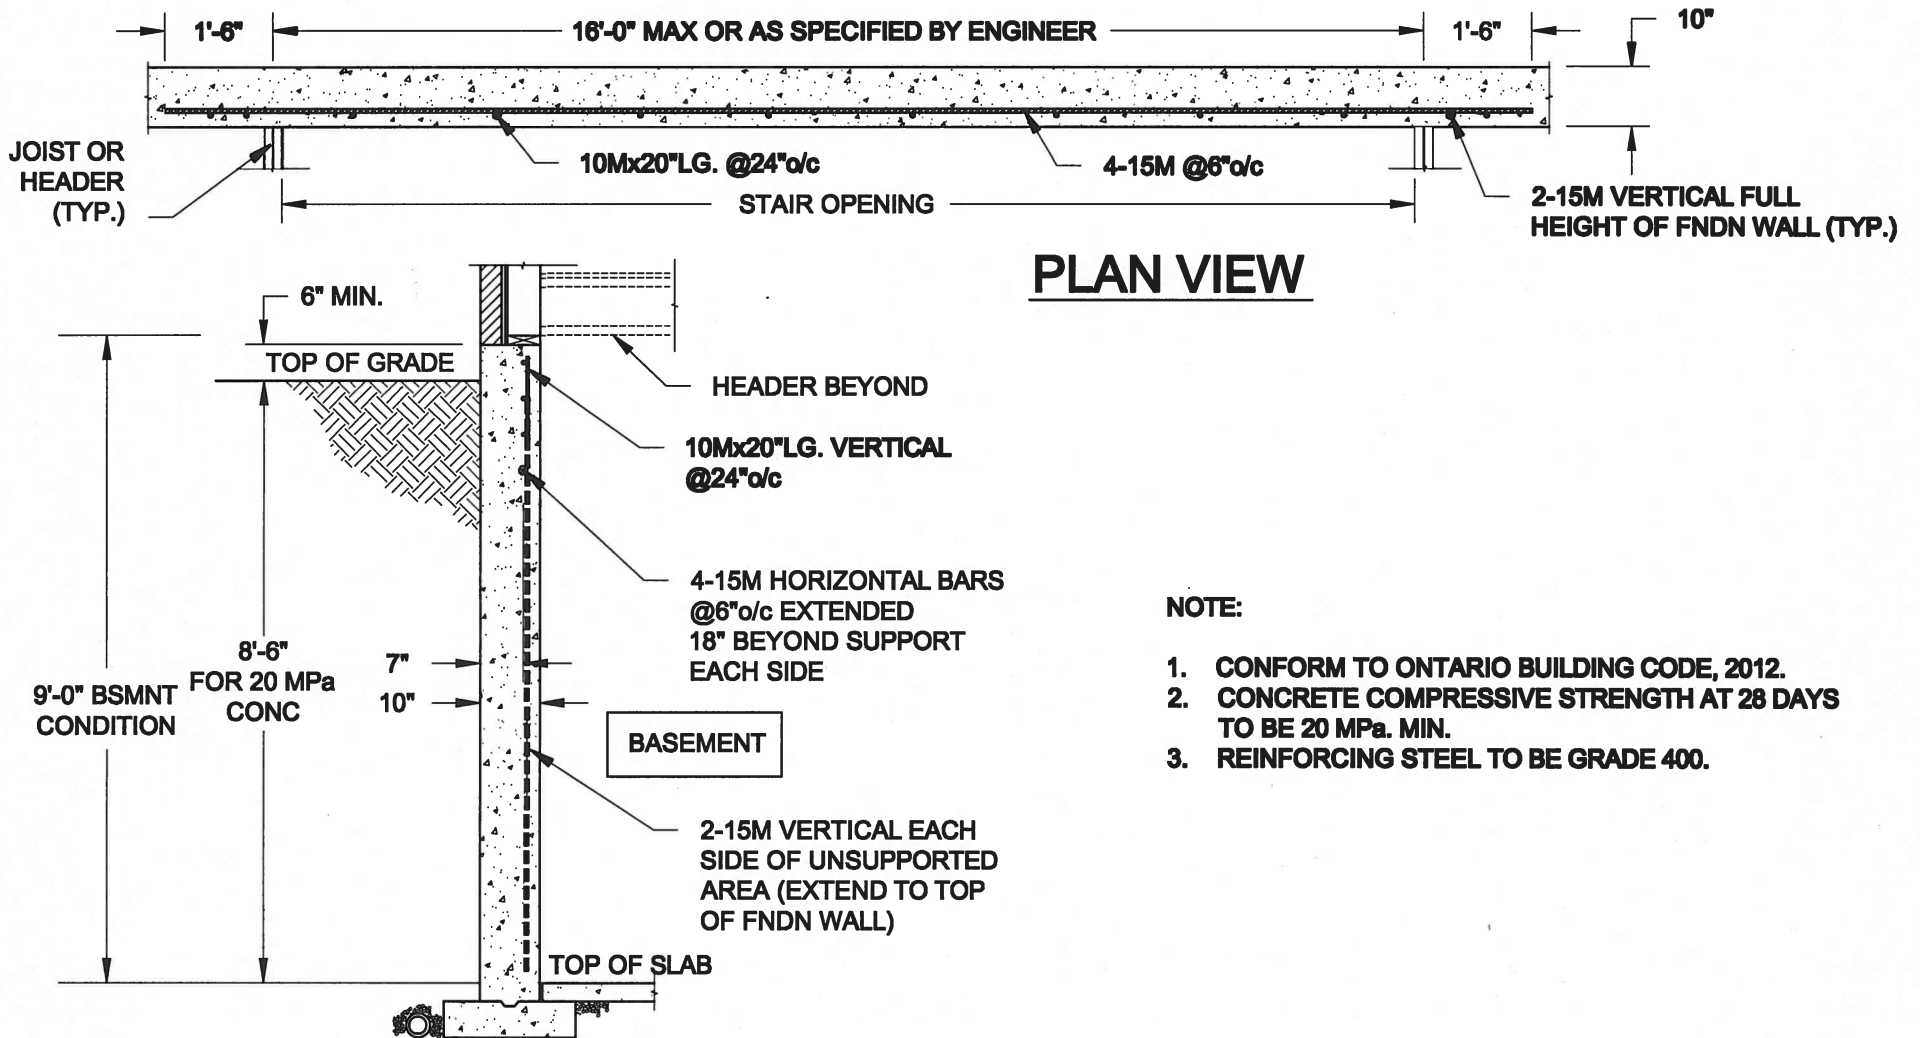 1'-6"
16'-0" MAX OR AS SPECIFIED BY ENGINEER
1'-6"
10"
JOIST OR
HEADER
(TYP.)
10Mx20"LG. @24"o/c
4-15M @6"o/c
STAIR OPENING
2-15M VERTICAL FULL
HEIGHT OF FNDN WALL (TYP.)
PLAN VIEW
6" MIN.
TOP OF GRADE
HEADER BEYOND
10Mx20"LG. VERTICAL
@24"o/c
4-15M HORIZONTAL BARS
@6"o/c EXTENDED
18" BEYOND SUPPORT
EACH SIDE
9'-0" BSMNT
CONDITION
8'-6"
FOR 20 MPa
CONC
7"
10"
BASEMENT
2-15M VERTICAL EACH
SIDE OF UNSUPPORTED
AREA (EXTEND TO TOP
OF FNDN WALL)
TOP OF SLAB
NOTE:
1. CONFORM TO ONTARIO BUILDING CODE, 2012.
2. CONCRETE COMPRESSIVE STRENGTH AT 28 DAYS
TO BE 20 MPa. MIN.
3. REINFORCING STEEL TO BE GRADE 400.